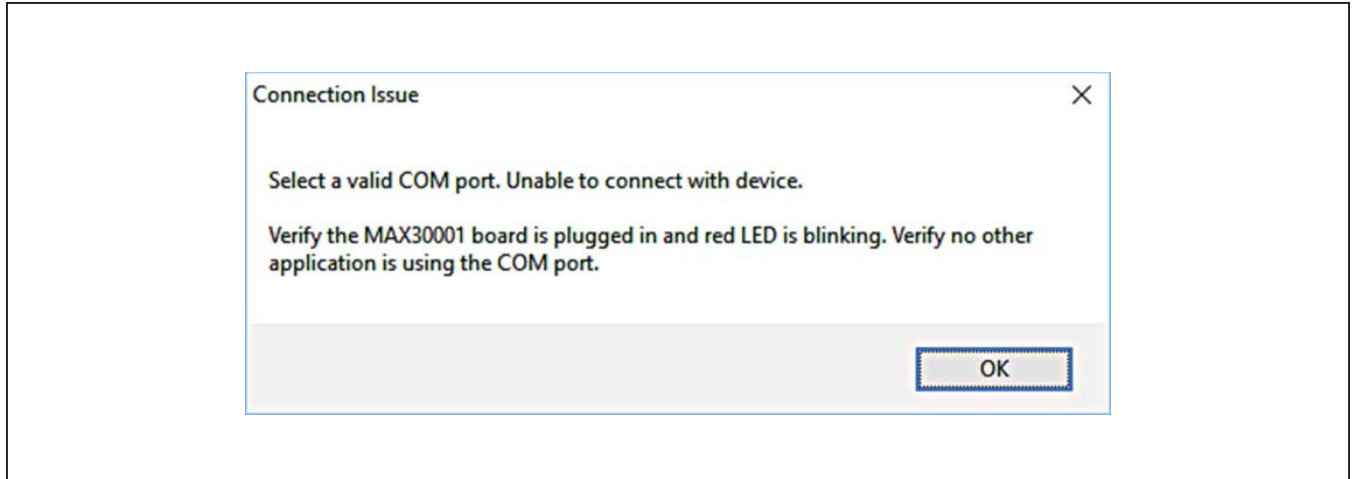 Connection Issue
Select a valid COM port. Unable to connect with device.
Verify the MAX30001 board is plugged in and red LED is blinking. Verify no other
application is using the COM port.
OK